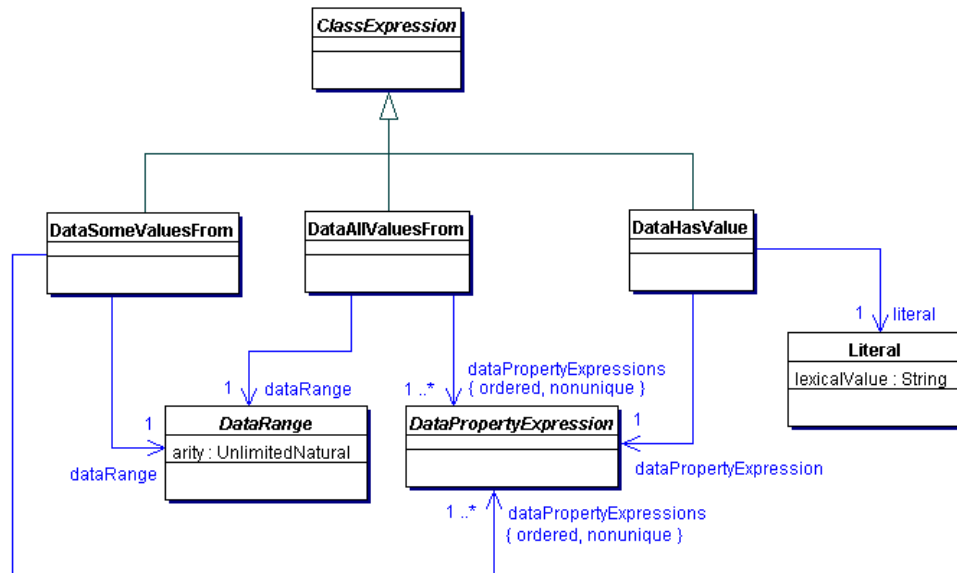 ClassExpression
DataSomeValuesFrom
DataAllValuesFrom
DataHasValue
1
literal
Literal
lexicalValue : String
dataPropertyExpressions
1 ..*
{ ordered, nonunique }
1
dataRange
1
DataRange
arity : UnlimitedNatural
dataRange
DataPropertyExpression
1
dataPropertyExpression
1 ..*
dataPropertyExpressions
{ ordered, nonunique }